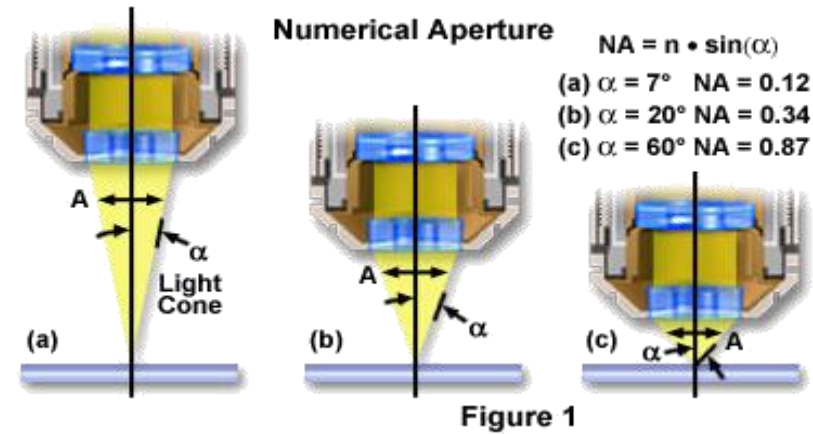 Numerical Aperture
NA = n • sin(α)
(a) α = 7° NA = 0.12
(b) α = 20° NA = 0.34
(c) α = 60° NA = 0.87
A
α
Light
Cone
(a)
A
α
(b)
A
α
(c)
Figure 1